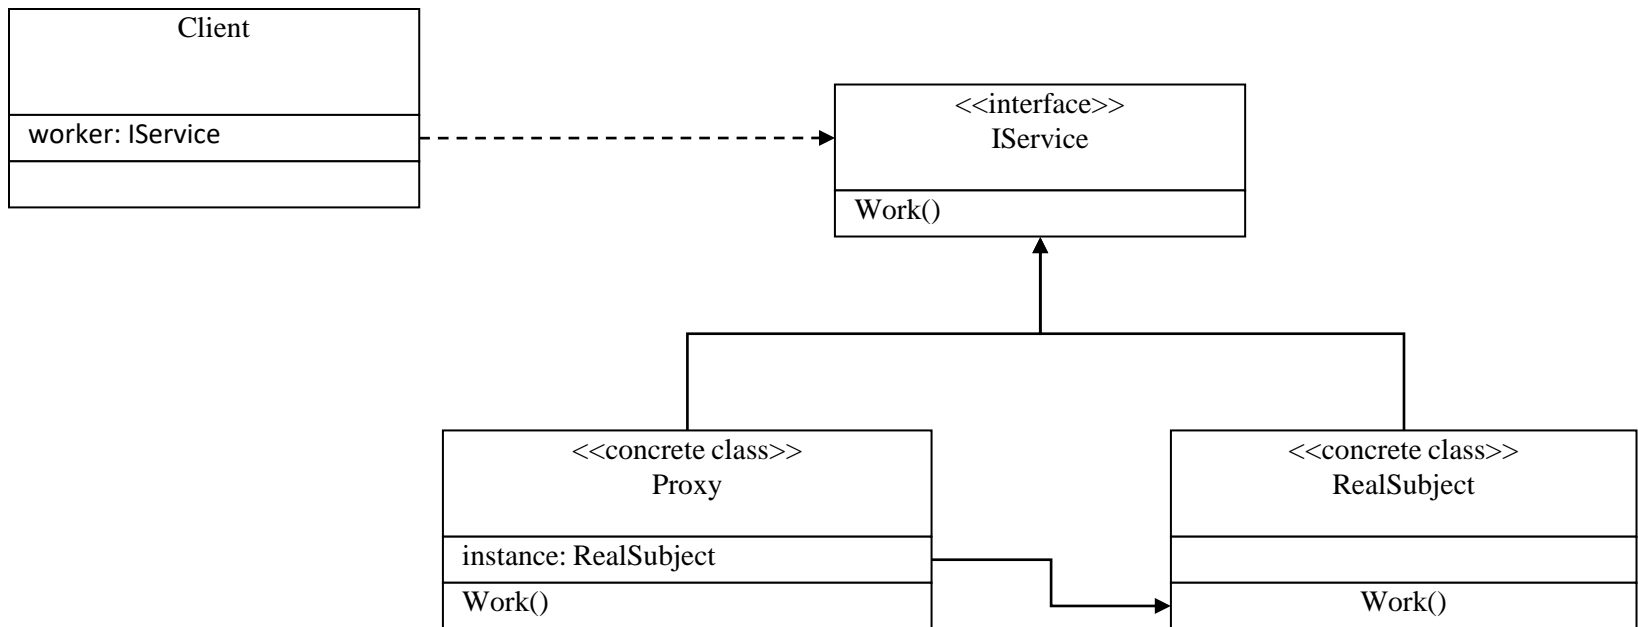 Client
worker: IService
<<interface>>
IService
Work()
<<concrete class>>
Proxy
instance: RealSubject
Work()
<<concrete class>>
RealSubject
Work()